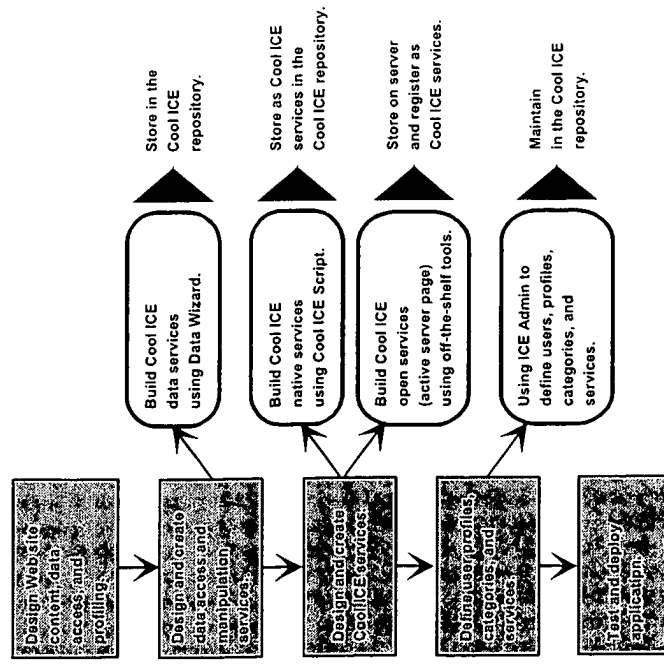 Design Web site
content, data
access, and
profiling.
Design and create
data access and
manipulation
services.
Build Cool ICE
data services
using Data Wizard.
Store in the
Cool ICE
repository.
Design and create
Cool ICE services.
Build Cool ICE
native services
using Cool ICE Script.
Store as Cool ICE
services in the
Cool ICE repository.
Build Cool ICE
open services
(active server page)
using off-the-shelf tools.
Store on server
and register as
Cool ICE services.
Define user profiles,
categories, and
services.
Using ICE Admin to
define users, profiles,
categories, and
services.
Maintain
in the Cool ICE
repository.
Test and deploy
application.